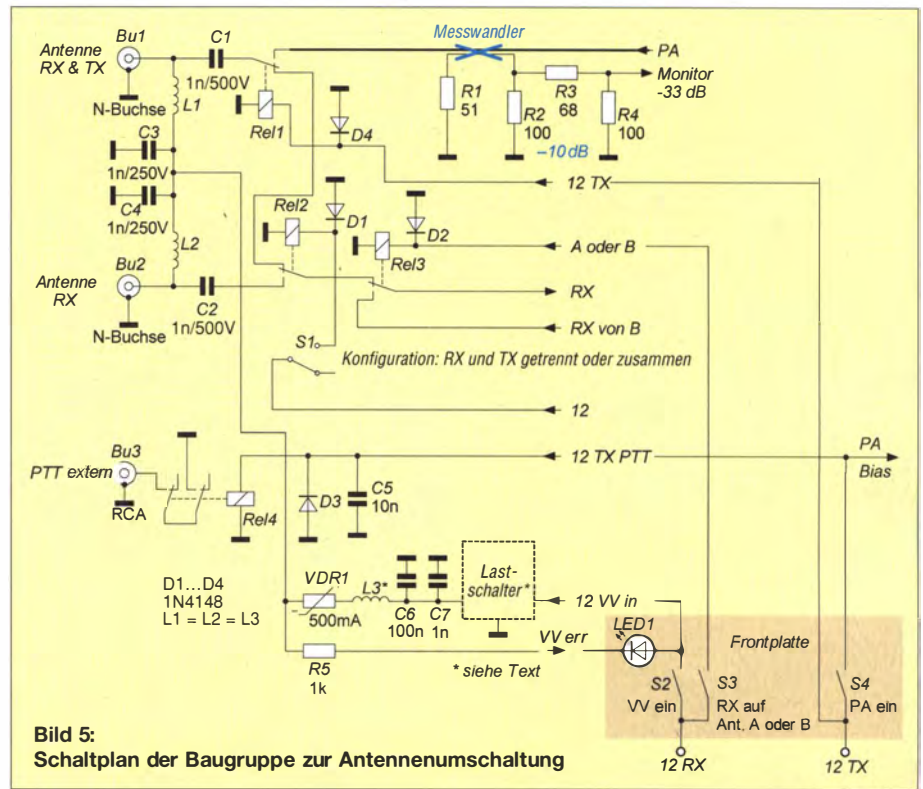 Antenne
RX & TX
Bu1
N-Buchse
C1
1n/500V
L1
Rel1
D4
Messwandler
PA
R1
51
R2
100
R3
68
R4
100
Monitor
-33 dB
–10 dB
C3
1n/250V
C4
1n/250V
L2
Rel2
D1
Rel3
D2
12 TX
A oder B
Antenne
RX
Bu2
N-Buchse
C2
1n/500V
RX
RX von B
S1
Konfiguration: RX und TX getrennt oder zusammen
12
PTT extern
Bu3
RCA
Rel4
D3
C5
10n
12 TX PTT
PA
Bias
D1...D4
1N4148
L1 = L2 = L3
VDR1
500mA
L3*
C6
100n
C7
1n
Last-
schalter*
12 VV in
VV err
LED1
R5
1k
* siehe Text
Frontplatte
S2
VV ein
S3
RX auf
Ant. A oder B
S4
PA ein
12 RX
12 TX
Bild 5:
Schaltplan der Baugruppe zur Antennenumschaltung